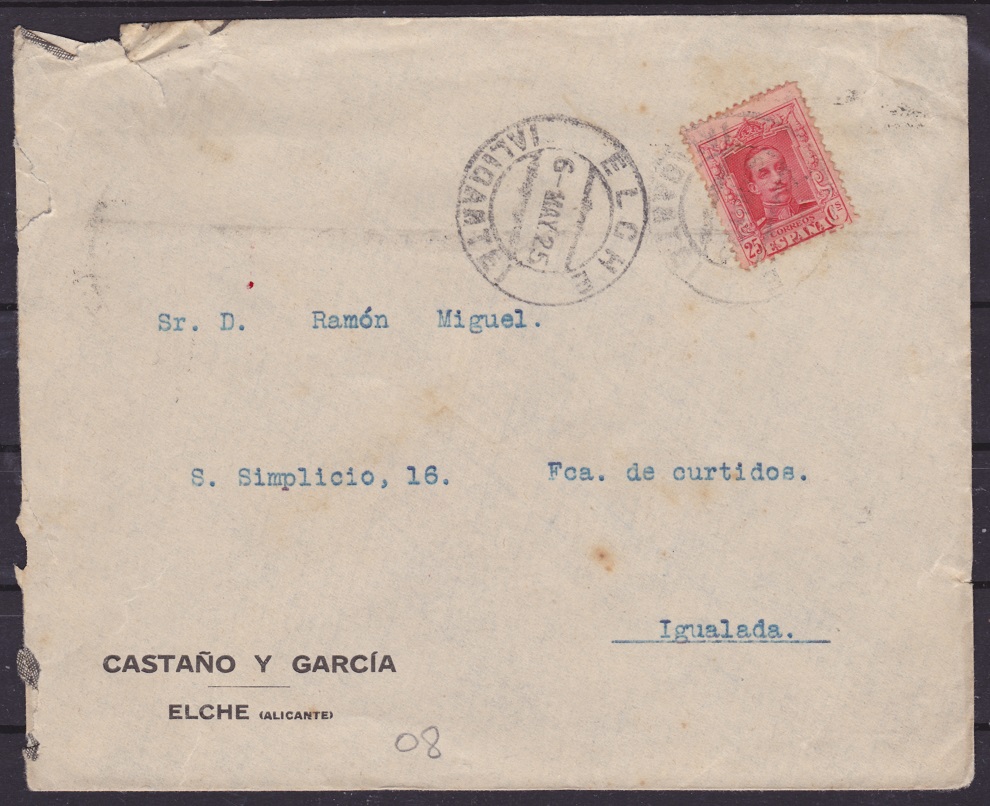 ELCHE
(ALICANTE)
6-MAY 25
CORREOS
25 ESPAÑA Cs
Sr. D. Ramón Miguel.
S. Simplicio, 16. Fca. de curtidos.
Igualada.
CASTAÑO Y GARCÍA
ELCHE (ALICANTE)
08